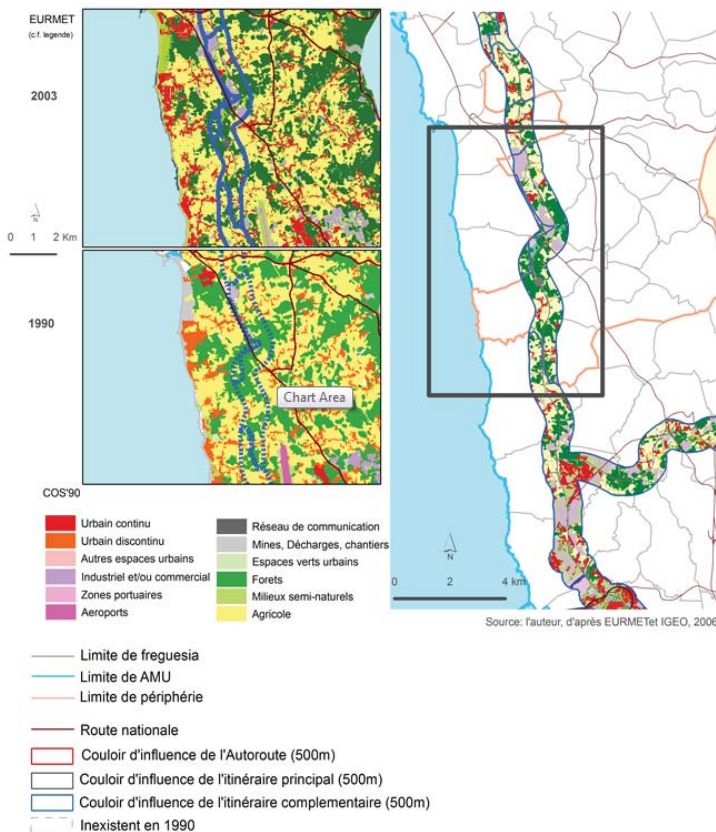 EURMET
(c.f. legende)
2003
N
0 1 2 Km
1990
Chart Area
COS'90
Urbain continu
Urbain discontinu
Autres espaces urbains
Industriel et/ou commercial
Zones portuaires
Aeroports
Réseau de communication
Mines, Décharges, chantiers
Espaces verts urbains
Forets
Milieux semi-naturels
Agricole
N
0 2 4 km
Source: l'auteur, d'après EURMETet IGEO, 2006
Limite de freguesia
Limite de AMU
Limite de périphérie
Route nationale
Couloir d'influence de l'Autoroute (500m)
Couloir d'influence de l'itinéraire principal (500m)
Couloir d'influence de l'itinéraire complementaire (500m)
Inexistent en 1990